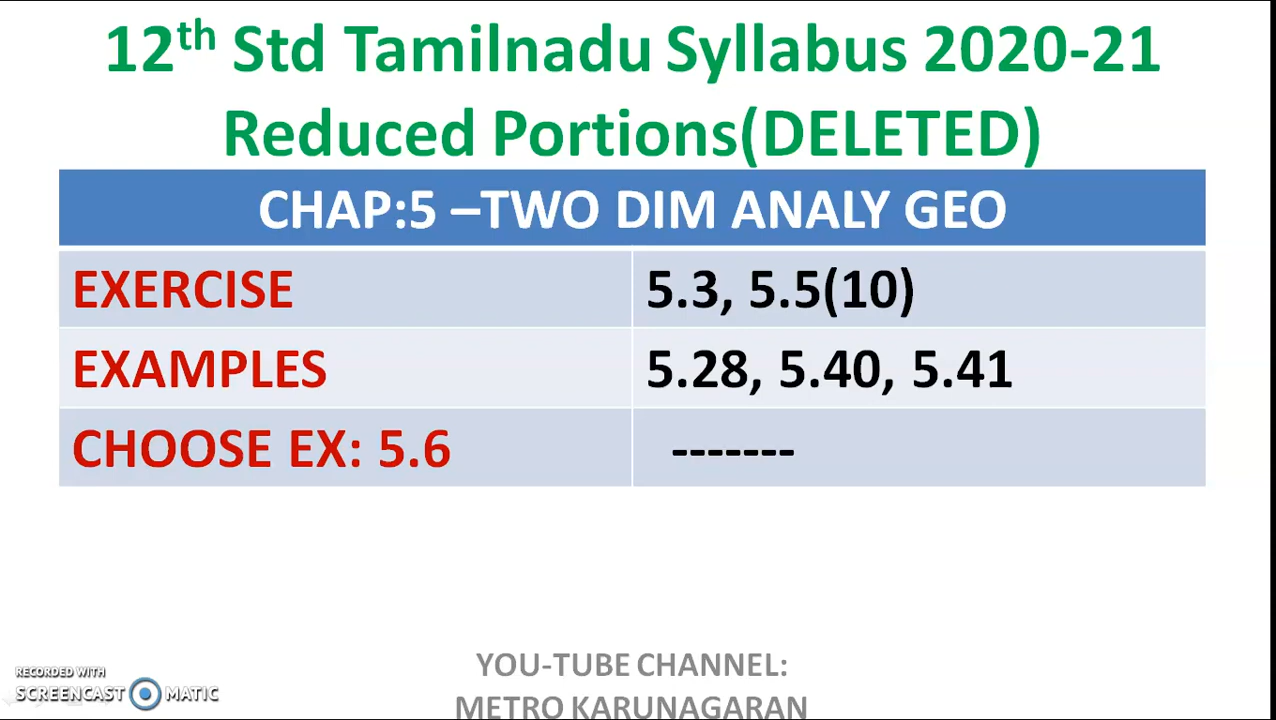 12th Std Tamilnadu Syllabus 2020-21
Reduced Portions(DELETED)
CHAP:5 –TWO DIM ANALY GEO
EXERCISE 5.3, 5.5(10)
EXAMPLES 5.28, 5.40, 5.41
CHOOSE EX: 5.6 -------
YOU-TUBE CHANNEL:
METRO KARUNAGARAN
RECORDED WITH
SCREENCAST MATIC